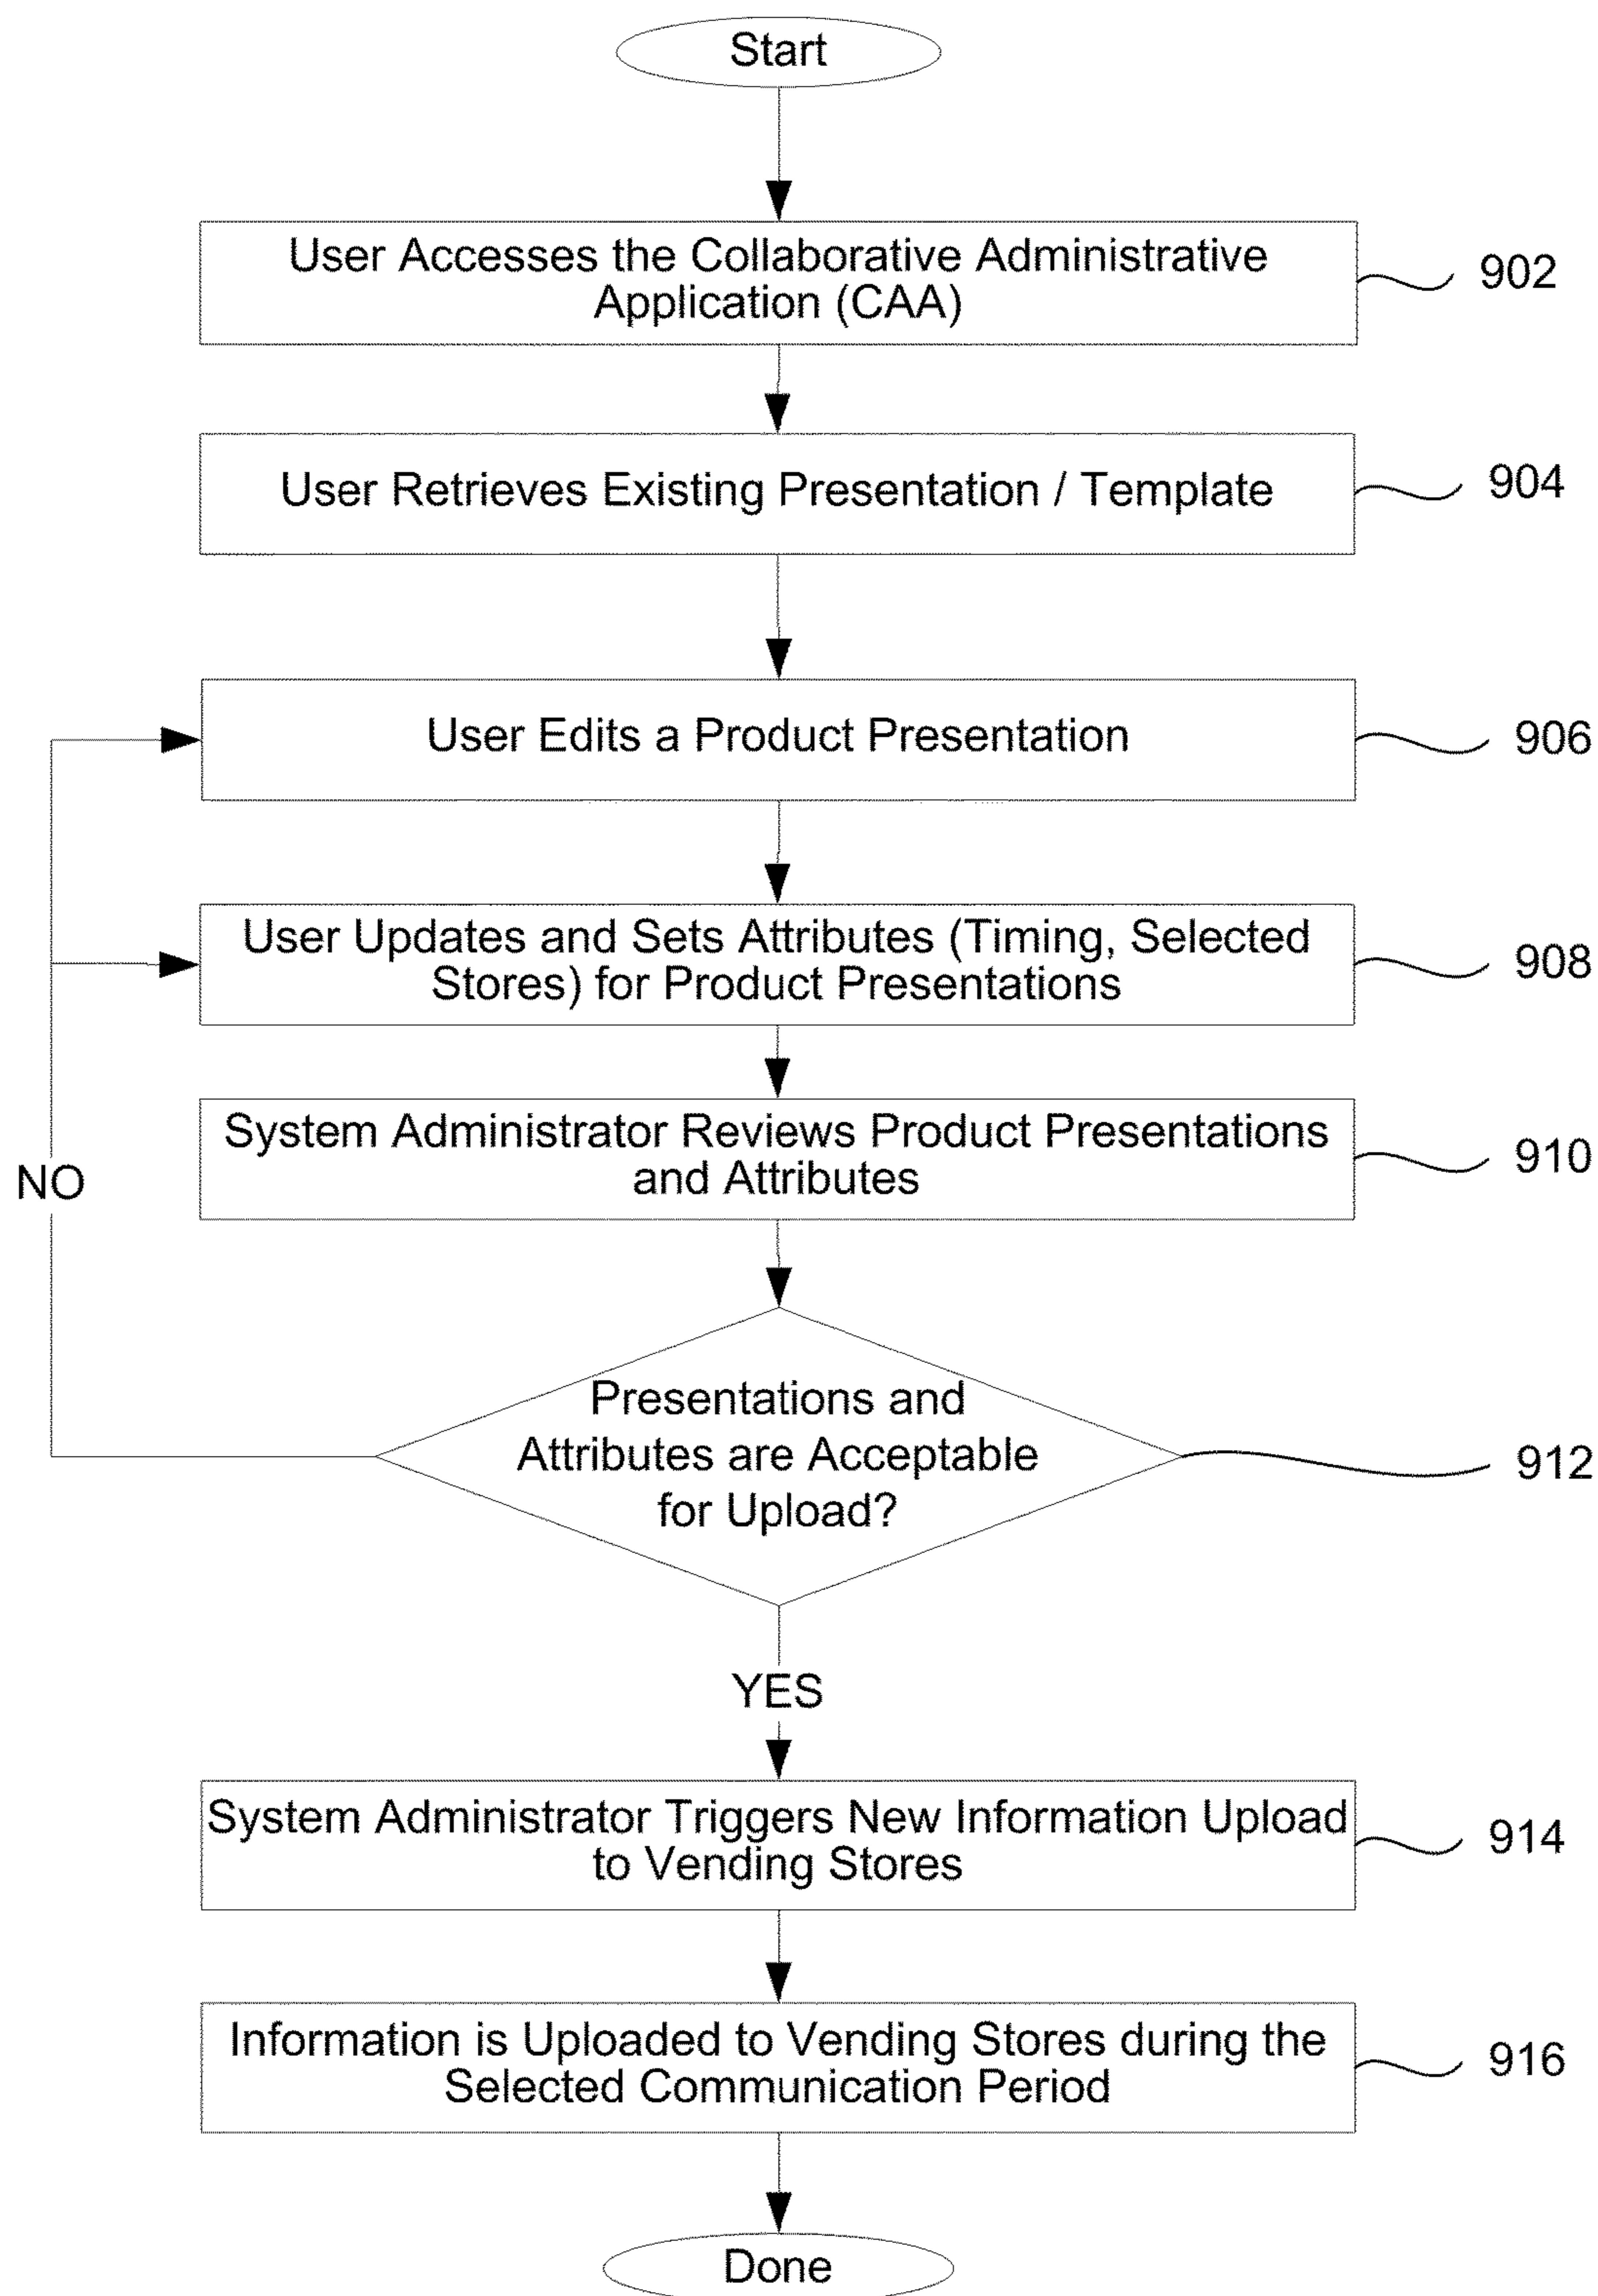 Start
User Accesses the Collaborative Administrative
Application (CAA)
902
User Retrieves Existing Presentation / Template
904
User Edits a Product Presentation
906
User Updates and Sets Attributes (Timing, Selected
Stores) for Product Presentations
908
System Administrator Reviews Product Presentations
and Attributes
910
NO
Presentations and
Attributes are Acceptable
for Upload?
912
YES
System Administrator Triggers New Information Upload
to Vending Stores
914
Information is Uploaded to Vending Stores during the
Selected Communication Period
916
Done